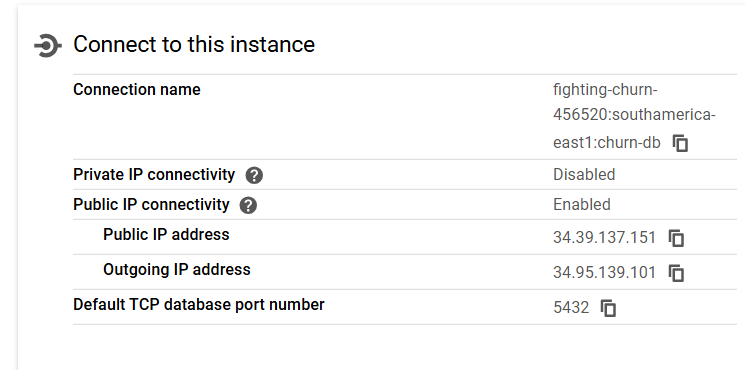 Connect to this instance
Connection name
fighting-churn-
456520:southamerica-
east1:churn-db
Private IP connectivity ? Disabled
Public IP connectivity ? Enabled
Public IP address 34.39.137.151
Outgoing IP address 34.95.139.101
Default TCP database port number 5432